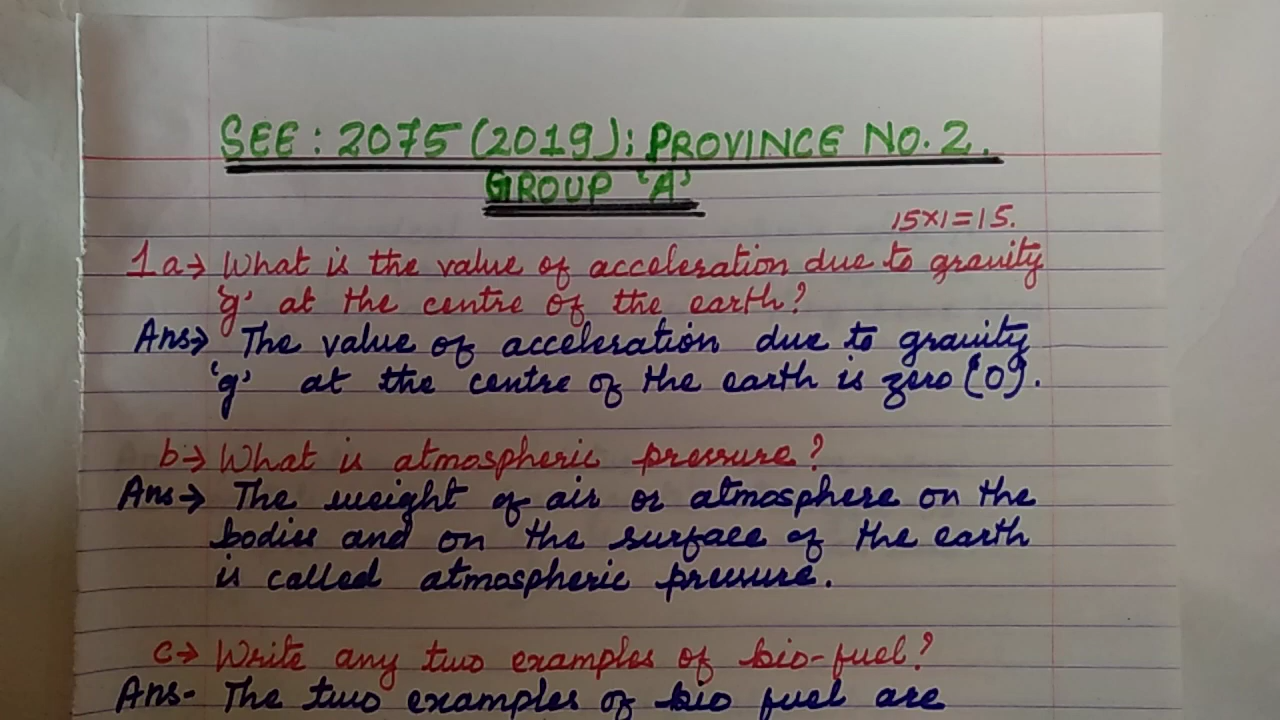 SEE: 2075 (2019): PROVINCE NO. 2.
GROUP 'A'
15×1=15.
1 a→ What is the value of acceleration due to gravity
'g' at the centre of the earth?
Ans→ The value of acceleration due to gravity
'g' at the centre of the earth is zero (0).
b→ What is atmospheric pressure?
Ans→ The weight of air or atmosphere on the
bodies and on the surface of the earth
is called atmospheric pressure.
c→ Write any two examples of bio-fuel?
Ans- The two examples of bio fuel are